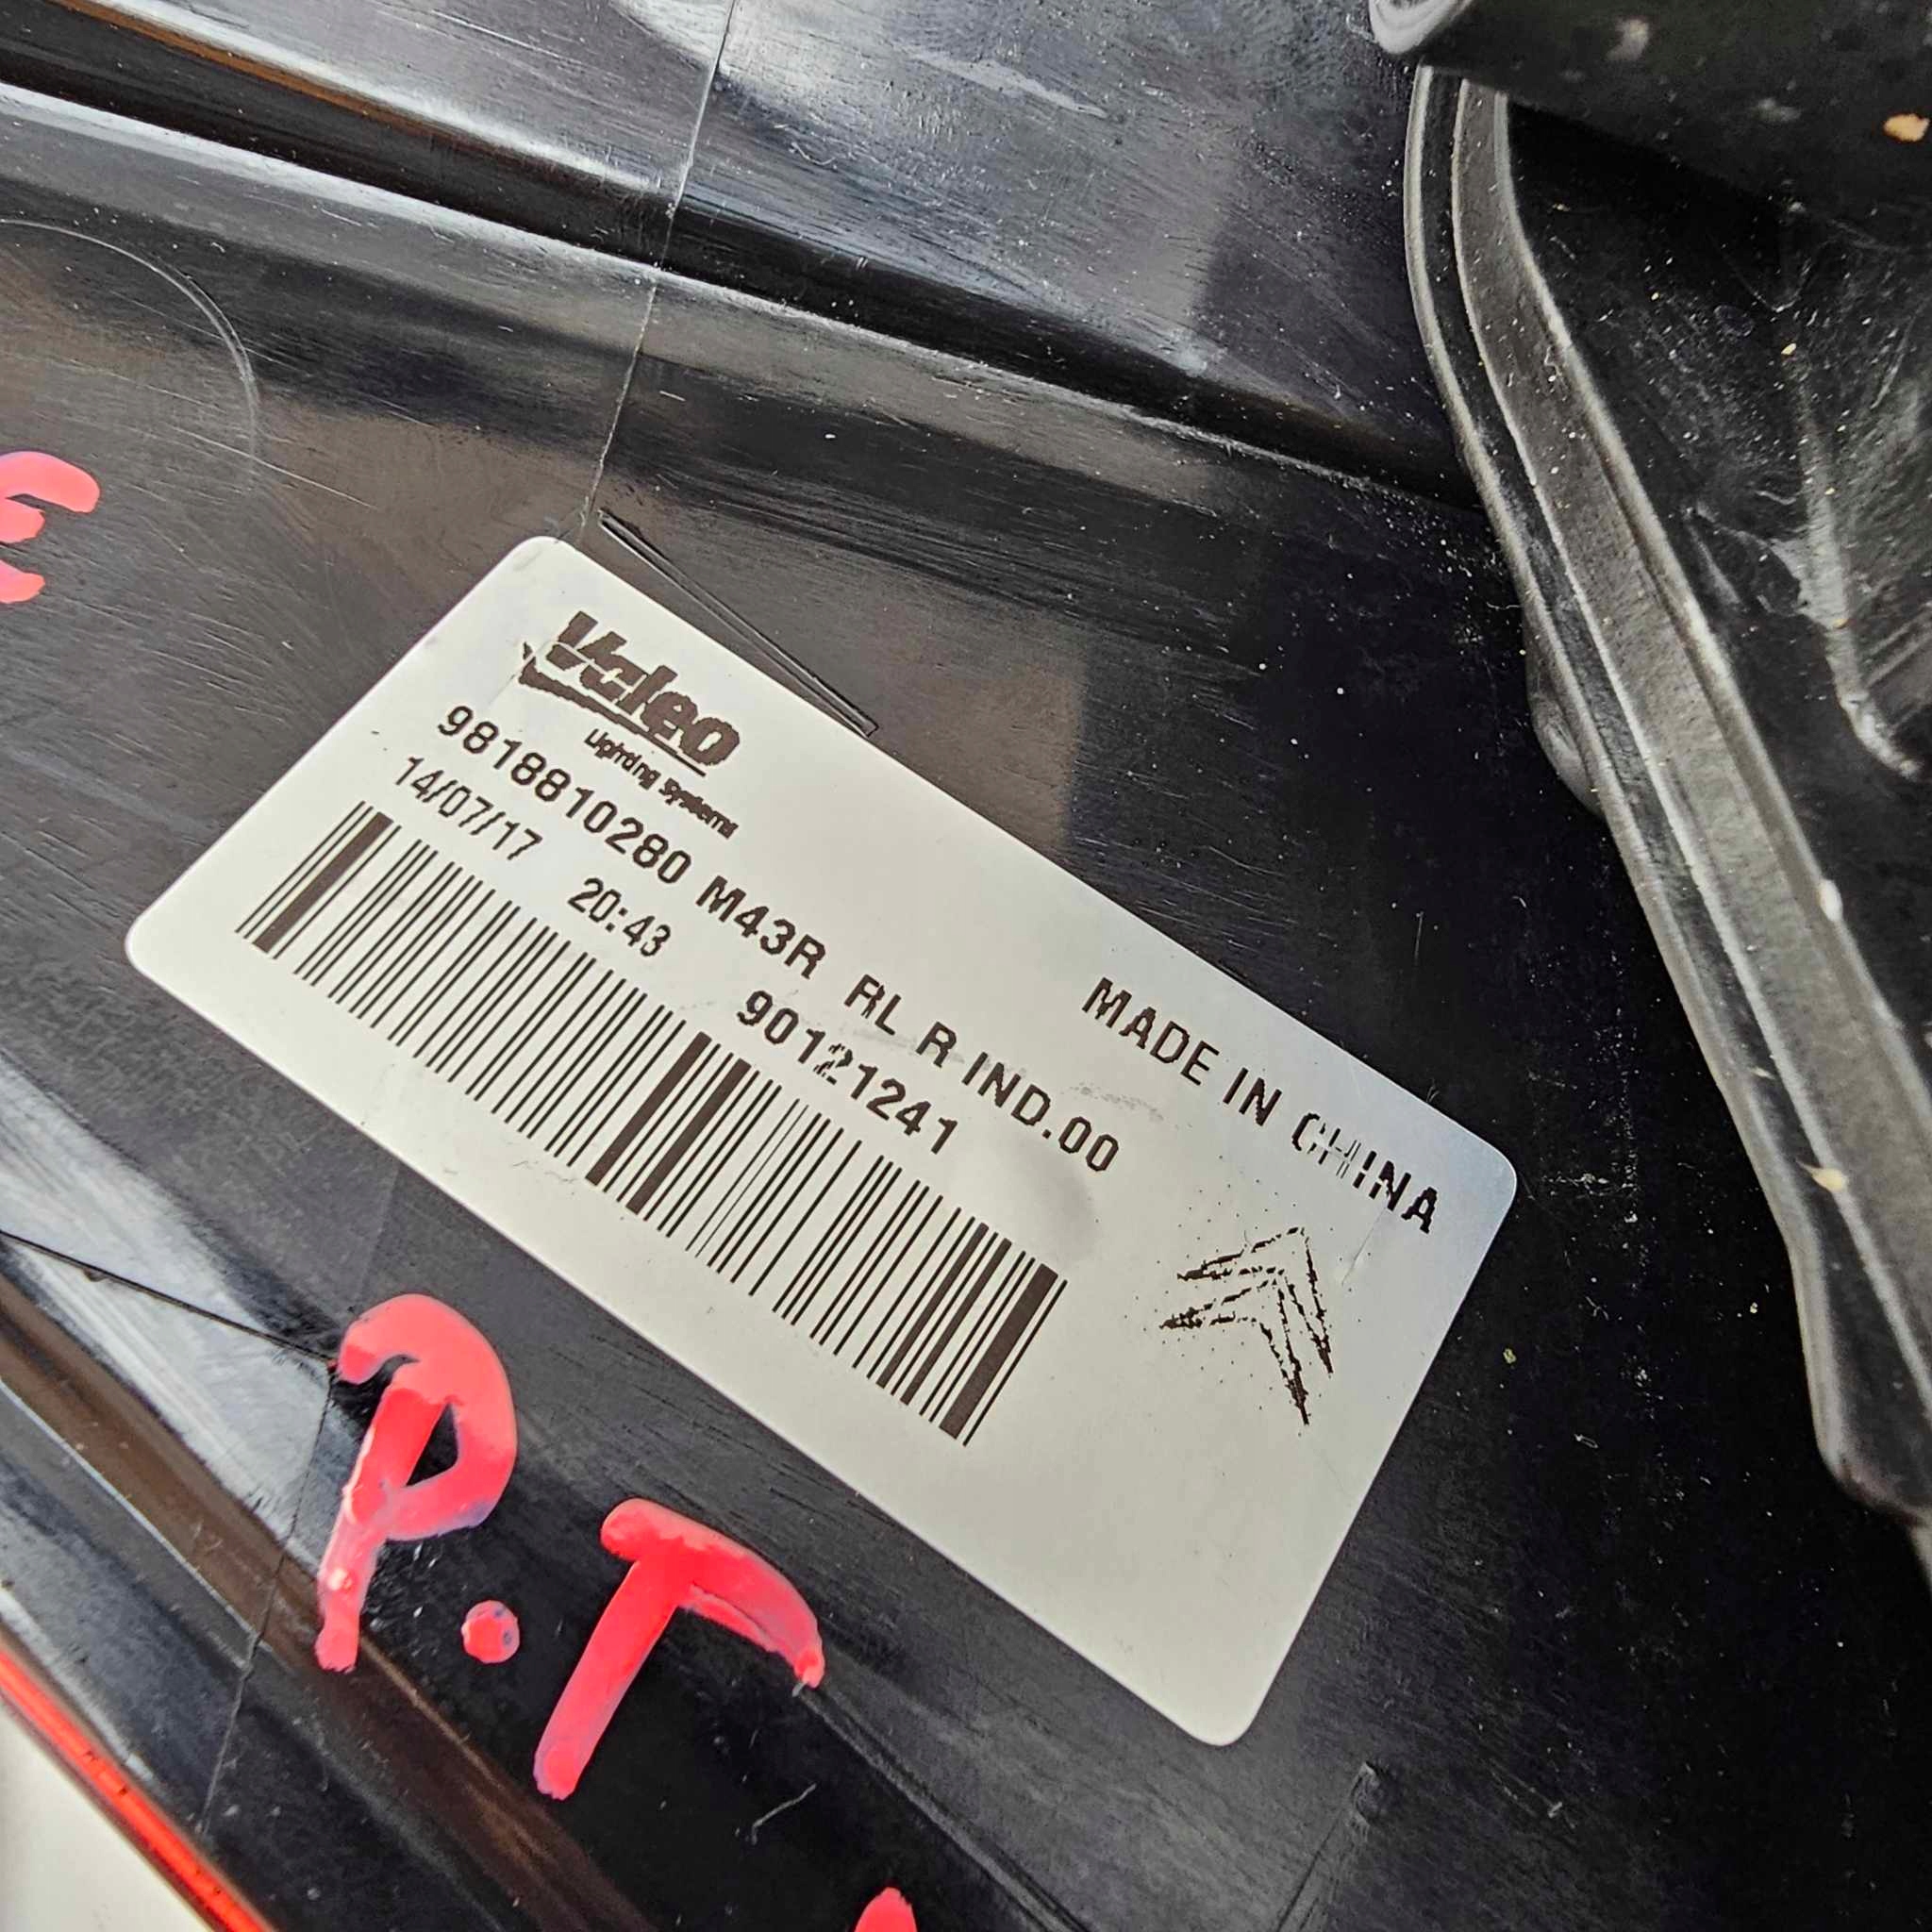 Valeo
Lighting Systems
MADE IN CHINA
9818810280 M43R RL R IND.00
14/07/17 20:43 90121241
P.T